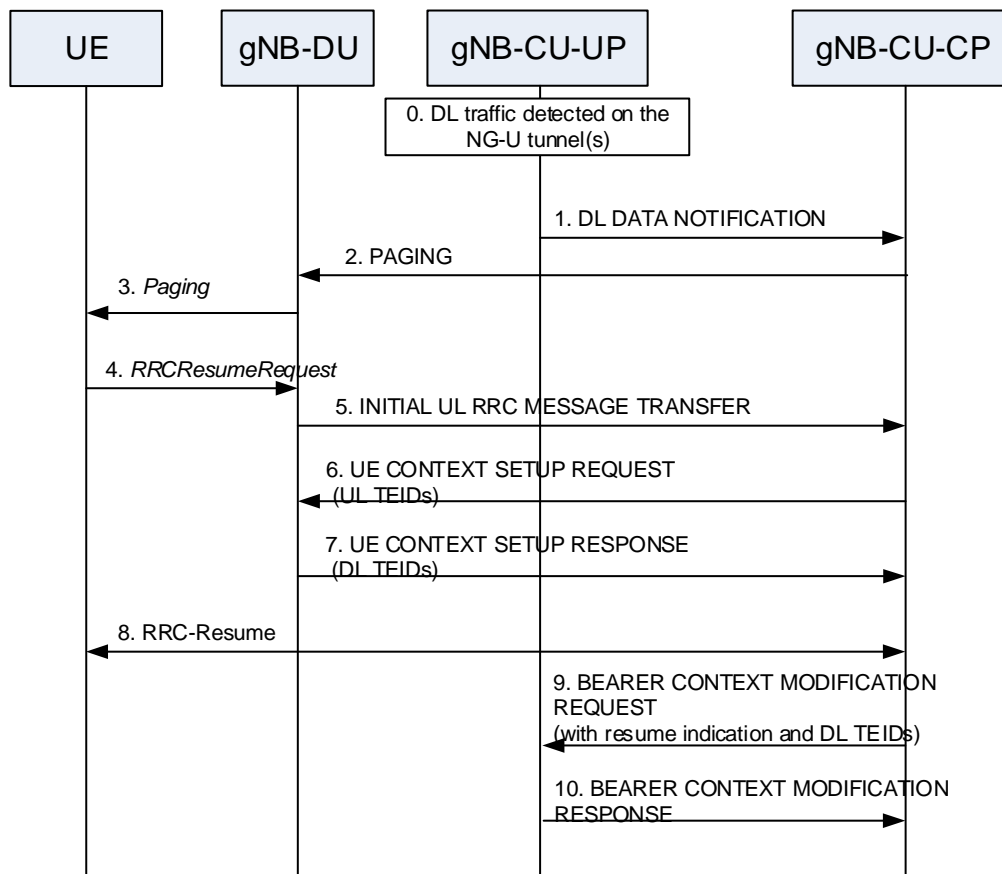 UE
gNB-DU
gNB-CU-UP
gNB-CU-CP
0. DL traffic detected on the
NG-U tunnel(s)
1. DL DATA NOTIFICATION
2. PAGING
3. Paging
4. RRCResumeRequest
5. INITIAL UL RRC MESSAGE TRANSFER
6. UE CONTEXT SETUP REQUEST
(UL TEIDs)
7. UE CONTEXT SETUP RESPONSE
(DL TEIDs)
8. RRC-Resume
9. BEARER CONTEXT MODIFICATION
REQUEST
(with resume indication and DL TEIDs)
10. BEARER CONTEXT MODIFICATION
RESPONSE